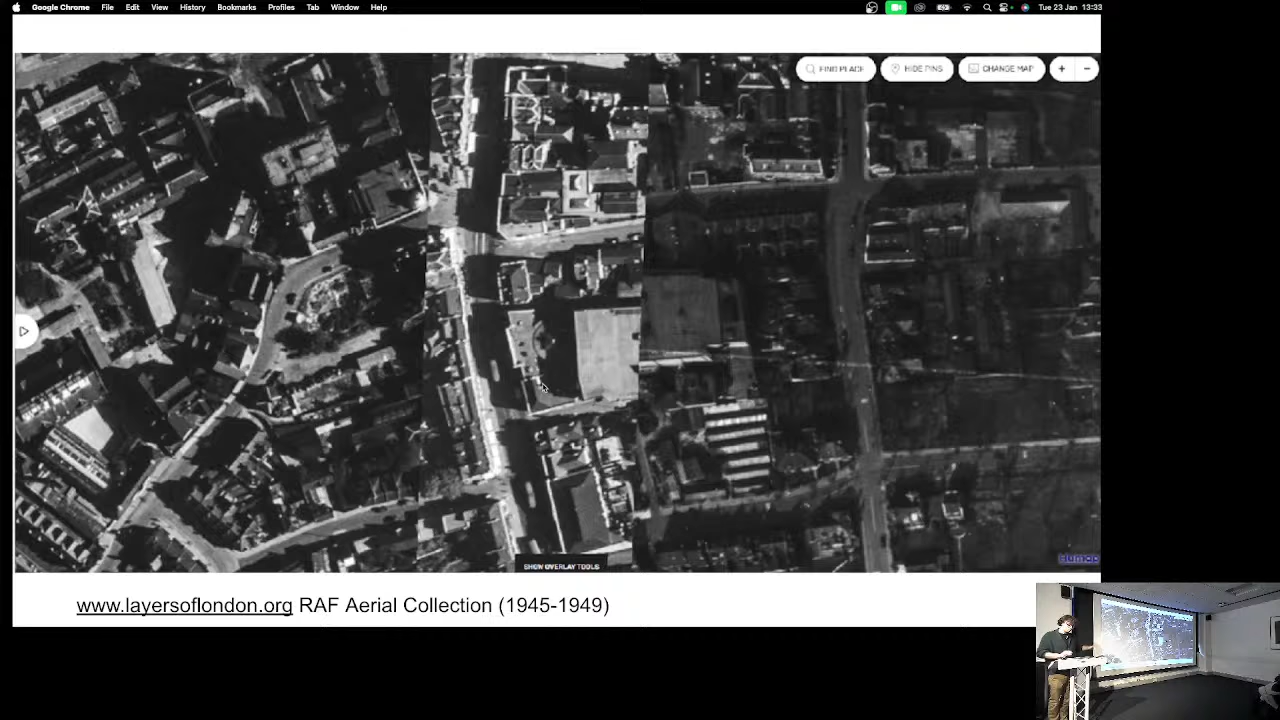 Google Chrome File Edit View History Bookmarks Profiles Tab Window Help Tue 23 Jan 13:33
FIND PLACE HIDE PINS CHANGE MAP + -
SHOW OVERLAY TOOLS
Humap
www.layersoflondon.org RAF Aerial Collection (1945-1949)